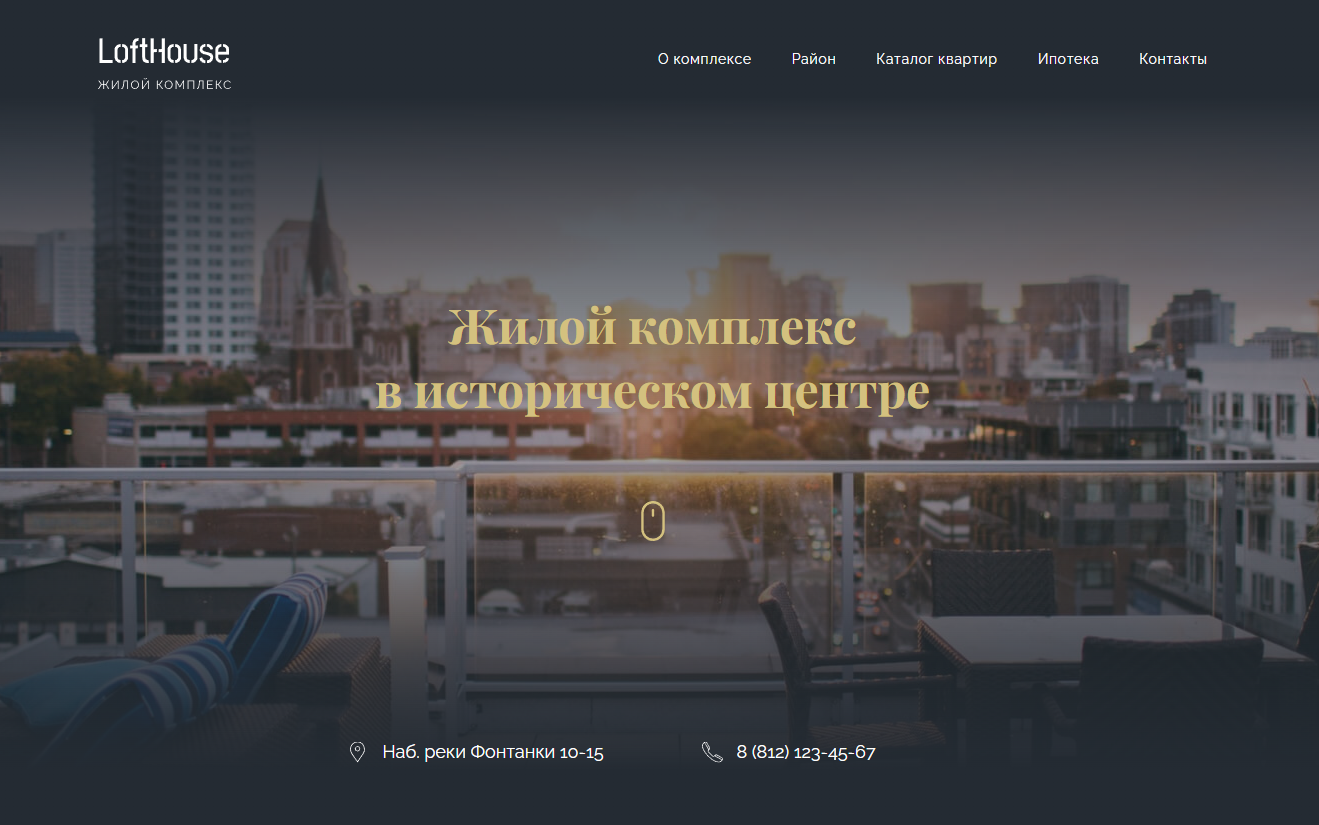 LoftHouse
ЖИЛОЙ КОМПЛЕКС
О комплексе Район Каталог квартир Ипотека Контакты
Жилой комплекс
в историческом центре
Наб. реки Фонтанки 10-15
8 (812) 123-45-67